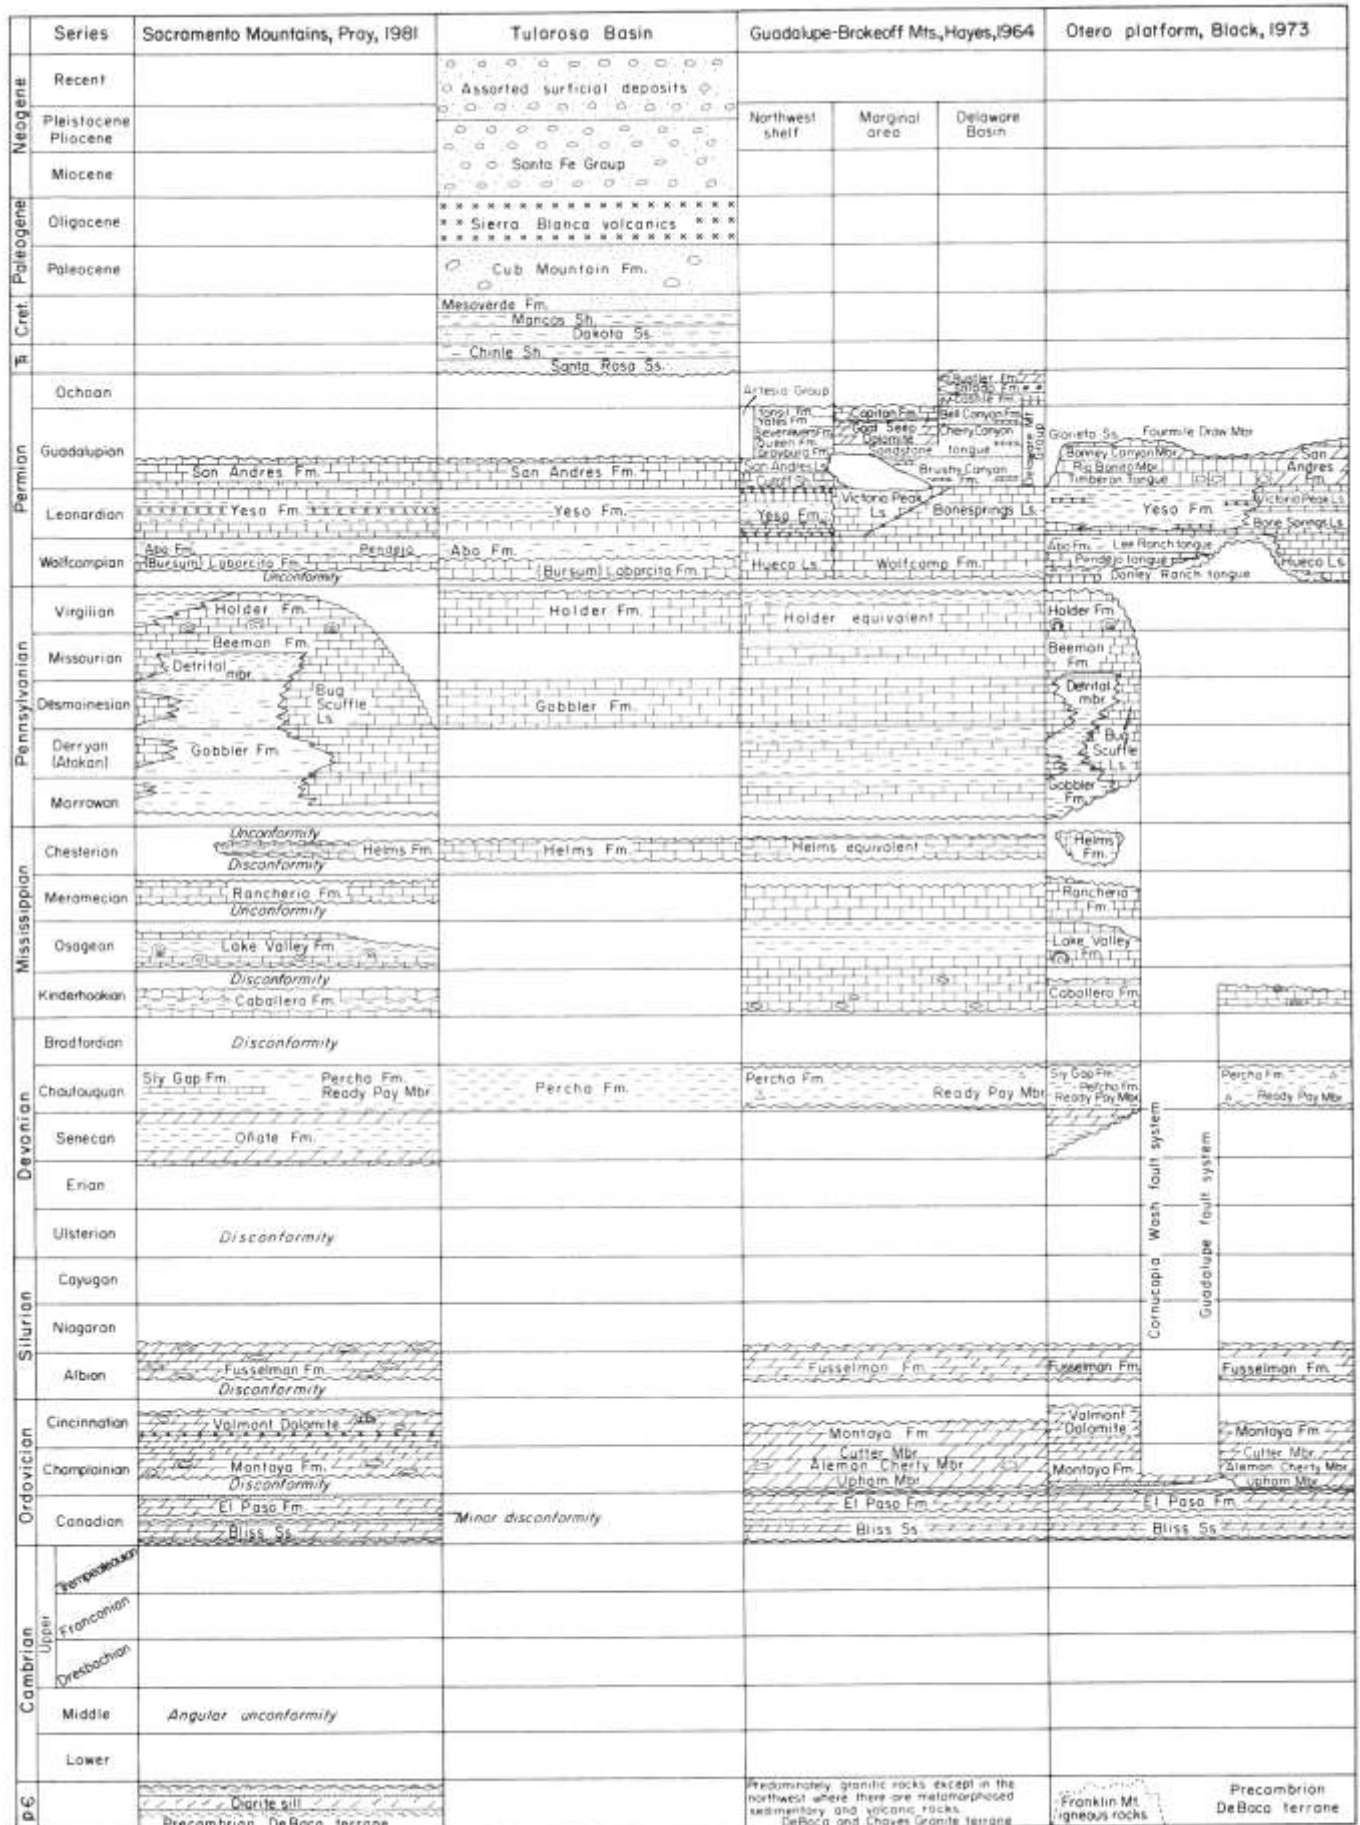 Series
Sacramento Mountains, Pray, 1981
Tularosa Basin
Guadalupe-Brokeoff Mts., Hayes, 1964
Otero platform, Black, 1973
Neogene
Recent
Assorted surficial deposits
Pleistocene
Pliocene
Northwest
shelf
Marginal
area
Delaware
Basin
Miocene
Santa Fe Group
Paleogene
Oligocene
Sierra Blanca volcanics
Paleocene
Cub Mountain Fm.
Cret.
Mesaverde Fm.
Mancos Sh.
Dakota Ss.
Chinle Sh.
Santa Rosa Ss.
Permian
Ochoan
Artesia Group
Rustler Fm.
Salado Fm.
Castile Fm.
Guadalupian
San Andres Fm.
San Andres Fm.
Tansil Fm.
Yates Fm.
Sevenrivers Fm.
Queen Fm.
Grayburg Fm.
San Andres Ls.
Cutoff Sh.
Capitan Fm.
Goat Seep
Dolomite
Sandstone tongue
Bell Canyon Fm.
Cherry Canyon
Brushy Canyon
Fm.
Delaware Mt
Group
Glorieta Ss.
Fourmile Draw Mbr
Bonney Canyon Mbr.
Rio Bonito Mbr.
Timberon Tongue
San
Andres
Fm.
Leonardian
Yeso Fm.
Yeso Fm.
Yeso Fm.
Victoria Peak
Ls.
Bonesprings Ls.
Yeso Fm.
Victoria Peak Ls.
Bone Springs Ls.
Wolfcampian
Abo Fm.
Pendejo
(Bursum) Laborcita Fm.
Unconformity
Abo Fm.
(Bursum) Laborcita Fm.
Hueco Ls.
Wolfcamp Fm.
Abo Fm.
Lee Ranch tongue
Pendejo tongue
Danley Ranch tongue
Hueco Ls.
Pennsylvanian
Virgilian
Holder Fm.
Holder Fm.
Holder equivalent
Holder Fm.
Missourian
Beeman Fm.
Detrital
mbr.
Beeman
Fm.
Desmoinesian
Bug
Scuffle
Ls.
Gobbler Fm.
Detrital
mbr.
Bug
Scuffle
Ls.
Derryan
(Atokan)
Gobbler Fm.
Gobbler
Fm.
Morrowan
Mississippian
Chesterian
Unconformity
Helms Fm.
Disconformity
Helms Fm.
Helms equivalent
Helms
Fm.
Meramecian
Rancheria Fm.
Unconformity
Rancheria
Fm.
Osagean
Lake Valley Fm.
Lake Valley
Fm.
Kinderhookian
Disconformity
Caballero Fm.
Caballero Fm.
Devonian
Bradfordian
Disconformity
Chautauquan
Sly Gap Fm.
Percha Fm.
Ready Pay Mbr
Percha Fm.
Percha Fm.
Ready Pay Mbr
Sly Gap Fm.
Percha Fm.
Ready Pay Mbr
Percha Fm.
Ready Pay Mbr
Senecan
Oñate Fm.
Erian
Ulsterian
Disconformity
Cornucopia Wash fault system
Guadalupe fault system
Silurian
Cayugan
Niagaran
Albion
Fusselman Fm.
Disconformity
Fusselman Fm.
Fusselman Fm.
Fusselman Fm.
Ordovician
Cincinnatian
Valmont Dolomite
Montoya Fm
Valmont
Dolomite
Montoya Fm
Champlainian
Montoya Fm.
Disconformity
Cutter Mbr.
Aleman Cherty Mbr
Upham Mbr.
Montoya Fm.
Cutter Mbr.
Aleman Cherty Mbr
Upham Mbr.
Canadian
El Paso Fm.
Bliss Ss.
Minor disconformity
El Paso Fm.
Bliss Ss.
El Paso Fm.
Bliss Ss
Cambrian
Upper
Trempealeauian
Franconian
Dresbachian
Middle
Angular unconformity
Lower
p€
Diorite sill
Precambrian DeBaca terrane
Predominately granitic rocks except in the
northwest where there are metamorphosed
sedimentary and volcanic rocks.
DeBaca and Chaves Granite terrane
Franklin Mt.
igneous rocks
Precambrian
DeBaca terrane